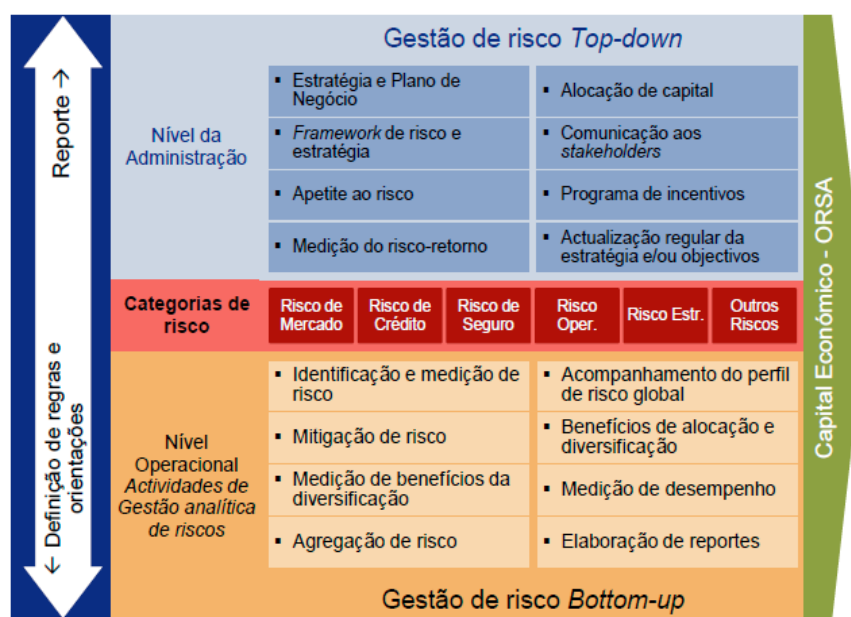 Gestão de risco Top-down
Reporte →
← Definição de regras e
orientações
Nível da
Administração
▪ Estratégia e Plano de
Negócio
▪ Alocação de capital
▪ Framework de risco e
estratégia
▪ Comunicação aos
stakeholders
▪ Apetite ao risco
▪ Programa de incentivos
▪ Medição do risco-retorno
▪ Actualização regular da
estratégia e/ou objectivos
Categorias de
risco
Risco de
Mercado
Risco de
Crédito
Risco de
Seguro
Risco
Oper.
Risco Estr.
Outros
Riscos
Nível
Operacional
Actividades de
Gestão analítica
de riscos
▪ Identificação e medição de
risco
▪ Acompanhamento do perfil
de risco global
▪ Mitigação de risco
▪ Benefícios de alocação e
diversificação
▪ Medição de benefícios da
diversificação
▪ Medição de desempenho
▪ Agregação de risco
▪ Elaboração de reportes
Gestão de risco Bottom-up
Capital Económico - ORSA